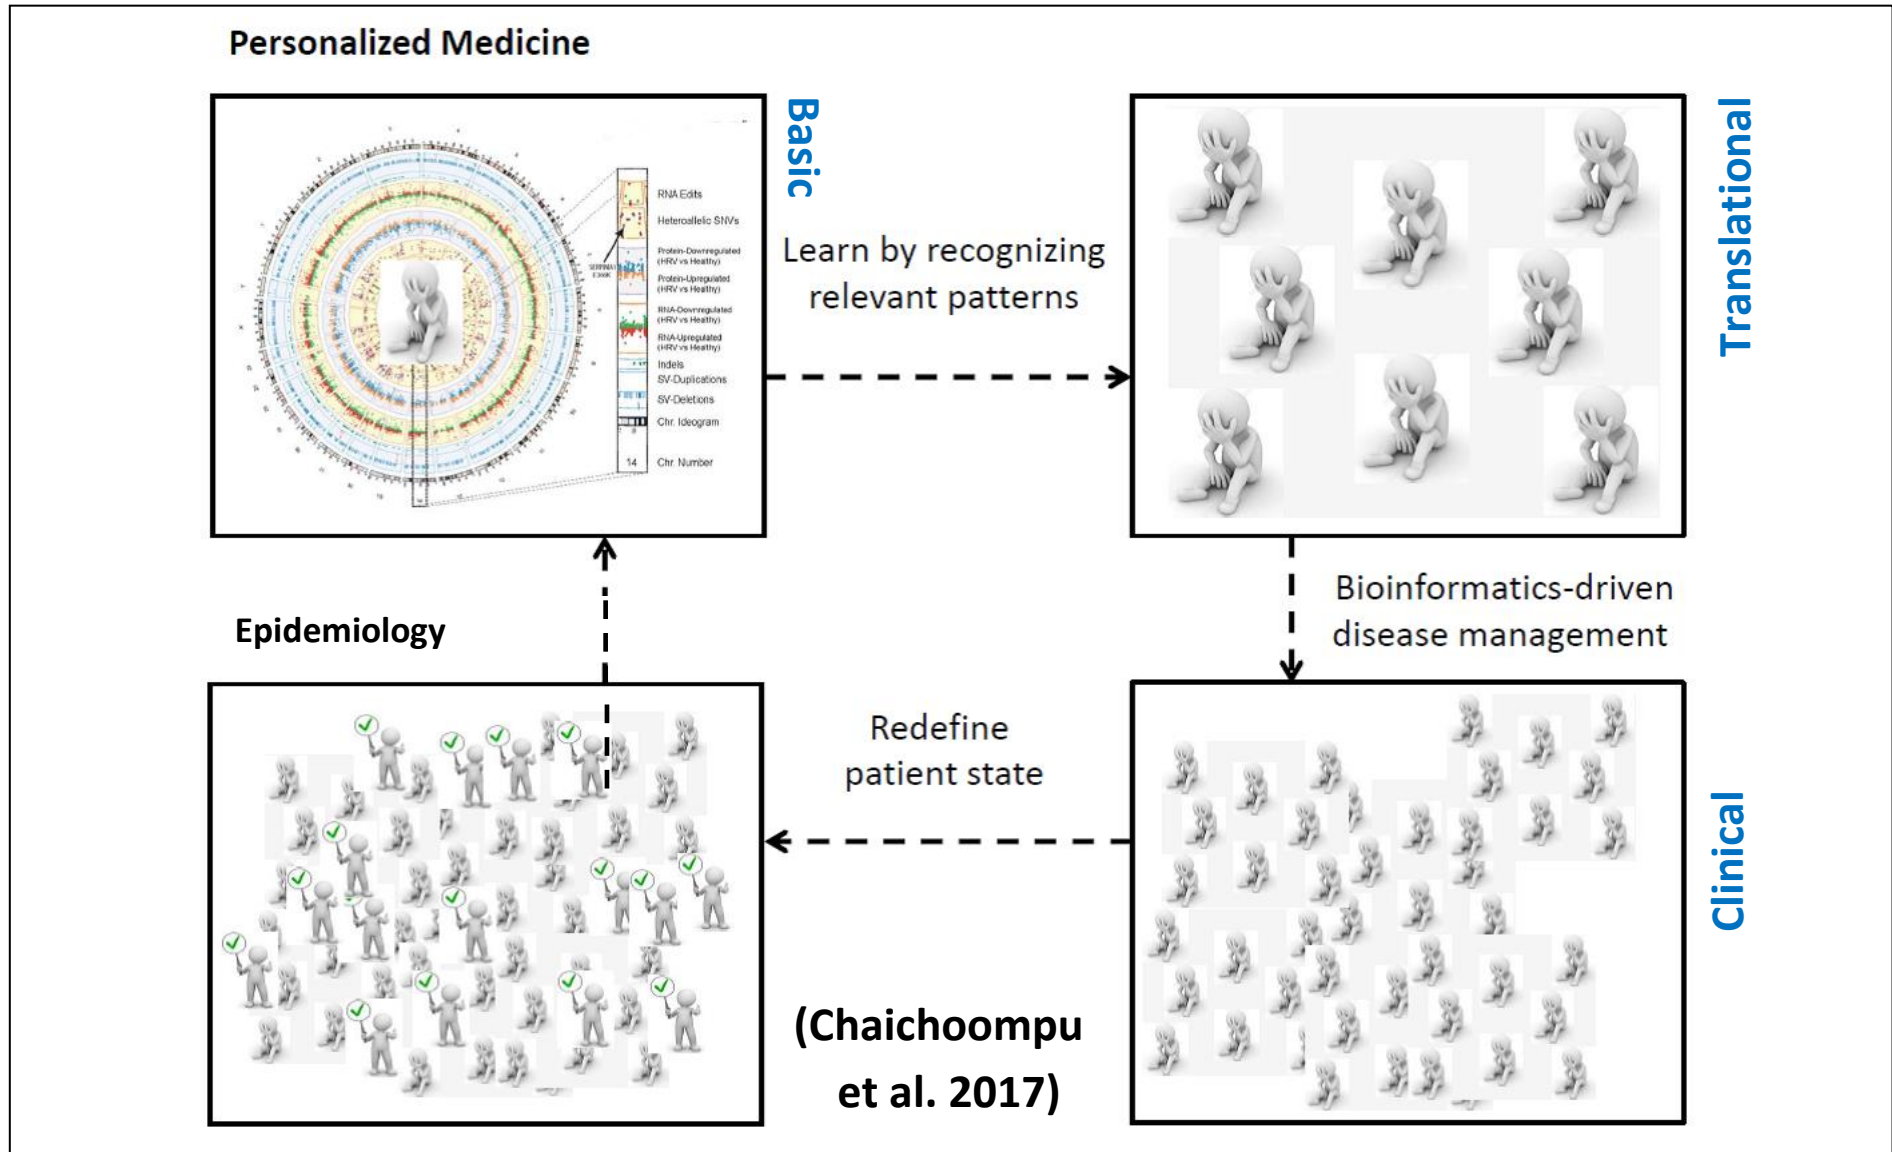 Personalized Medicine
Basic
RNA Edits
Heteroallelic SNVs
Protein-Downregulated
(HRV vs Healthy)
Protein-Upregulated
(HRV vs Healthy)
RNA-Downregulated
(HRV vs Healthy)
RNA-Upregulated
(HRV vs Healthy)
Indels
SV-Duplications
SV-Deletions
Chr. Ideogram
14 Chr. Number
Learn by recognizing
relevant patterns
Translational
Bioinformatics-driven
disease management
Epidemiology
Redefine
patient state
Clinical
(Chaichoompu
et al. 2017)